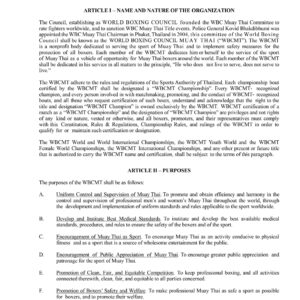 ARTICLE I – NAME AND NATURE OF THE ORGANIZATION
The Council, establishing as WORLD BOXING COUNCIL founded the WBC Muay Thai Committee to
rate fighters worldwide, and to sanction WBC Muay Thai Title events. Police General Kovid Bhakdibhumi was
appointed the WBC Muay Thai Chairman in Phuket, Thailand in 2004, this committee of the World Boxing
Council shall be known as the WORLD BOXING COUNCIL MUAY THAI ("WBCMT"). The WBCMT
is a nonprofit body dedicated to serving the sport of Muay Thai and to implement safety measures for the
protection of all boxers. Each member of the WBCMT dedicate him or herself to the service of the sport
of Muay Thai as a vehicle of opportunity for Muay Thai boxers around the world. Each member of the WBCMT
shall be dedicated to his service in all matters to the principle, "He who does not live to serve, does not serve to
live."
The WBCMT adheres to the rules and regulations of the Sports Authority of Thailand. Each championship bout
certified by the WBCMT shall be designated a "WBCMT Championship". Every WBCMT- recognized
champion, and every person involved in with matchmaking, promoting, and the conduct of WBCMT- recognized
bouts, and all those who request certification of such bouts, understand and acknowledge that the right to the
title and designation "WBCMT Champion" is owned exclusively by the WBCMT. WBCMT certification of a
match as a "WBCMT Championship" and the designation of "WBCMT Champion" are privileges and not rights
of any kind or nature, vested or otherwise, and all boxers, promoters, and their representatives must comply
with this Constitution, Rules & Regulations, Championship Rules, and rulings of the WBCMT in order to
qualify for or maintain such certification or designation.
The WBCMT World and World International Championships, the WBCMT Youth World and the WBCMT
Female World Championships, the WBCMT International Championships, and any other present or future title
that is authorized to carry the WBCMT name and certification, shall be subject to the terms of this paragraph.
ARTICLE II – PURPOSES
The purposes of the WBCMT shall be as follows:
A. Uniform Control and Supervision of Muay Thai. To promote and obtain efficiency and harmony in the
control and supervision of professional men's and women's Muay Thai throughout the world, through
the development and implementation of uniform standards and rules applicable to the sport worldwide.
B. Develop and Institute Best Medical Standards. To institute and develop the best available medical
standards, procedures, and rules to ensure the safety of the boxers and of the sport.
C. Encouragement of Sport in Muay Thai. To encourage Muay Thai as an activity conducive to physical
fitness and as a sport that is a source of wholesome entertainment for the public.
D. Encouragement of Public Appreciation of Muay Thai. To encourage greater public appreciation and
patronage for the sport of Muay Thai.
E. Promotion of Clean, Fair, and Equitable Competition. To keep professional boxing, and all activities
connected therewith, clean, fair, and equitable to all parties concerned.
F. Promotion of Boxers' Safety and Welfare. To make professional Muay Thai as safe a sport as possible
for boxers, and to promote their welfare.